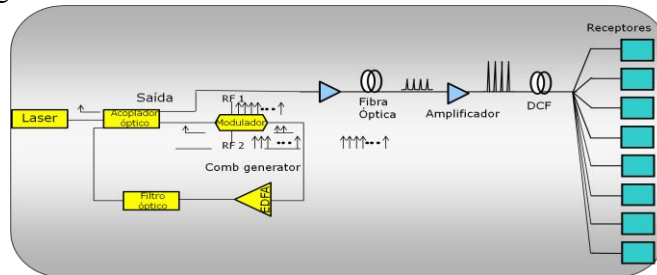 Receptores
Saída
RF 1
Laser
Acoplador
óptico
Modulador
Fibra
Óptica
Amplificador
DCF
RF 2
Comb generator
Filtro
óptico
EDFA